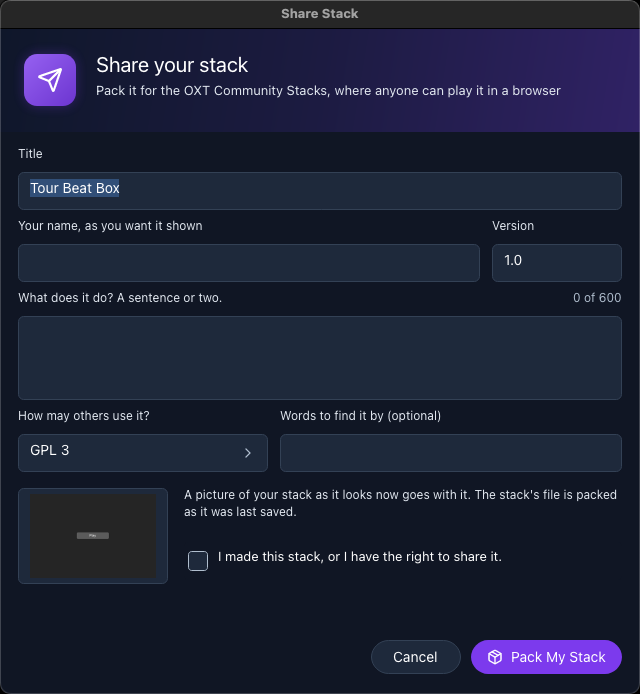 Share Stack
Share your stack
Pack it for the OXT Community Stacks, where anyone can play it in a browser
Title
Tour Beat Box
Your name, as you want it shown
Version
1.0
What does it do? A sentence or two.
0 of 600
How may others use it?
Words to find it by (optional)
GPL 3
A picture of your stack as it looks now goes with it. The stack's file is packed
as it was last saved.
I made this stack, or I have the right to share it.
Cancel
Pack My Stack